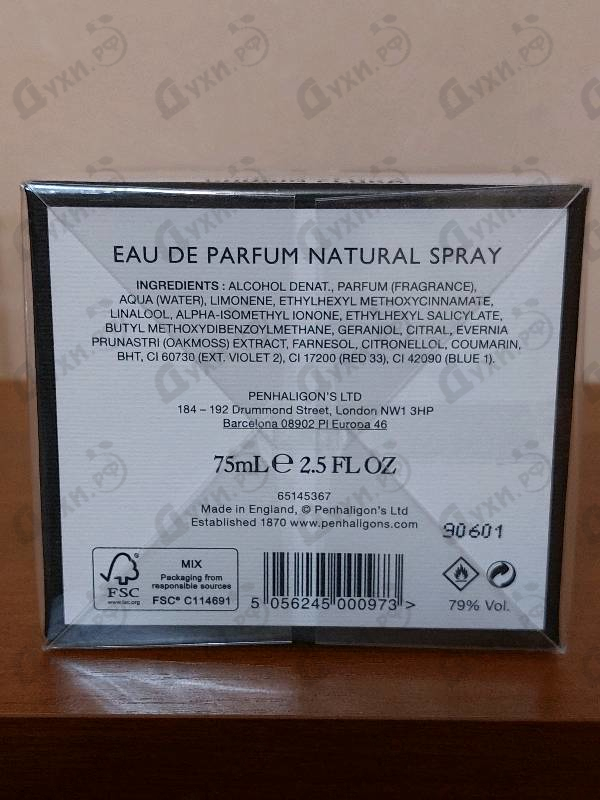 EAU DE PARFUM NATURAL SPRAY
INGREDIENTS : ALCOHOL DENAT., PARFUM (FRAGRANCE),
AQUA (WATER), LIMONENE, ETHYLHEXYL METHOXYCINNAMATE,
LINALOOL, ALPHA-ISOMETHYL IONONE, ETHYLHEXYL SALICYLATE,
BUTYL METHOXYDIBENZOYLMETHANE, GERANIOL, CITRAL, EVERNIA
PRUNASTRI (OAKMOSS) EXTRACT, FARNESOL, CITRONELLOL, COUMARIN,
BHT, CI 60730 (EXT. VIOLET 2), CI 17200 (RED 33), CI 42090 (BLUE 1).
PENHALIGON'S LTD
184 – 192 Drummond Street, London NW1 3HP
Barcelona 08902 Pl Europa 46
75mL ℮ 2.5 FL OZ
65145367
Made in England, © Penhaligon's Ltd
Established 1870 www.penhaligons.com
90601
FSC
www.fsc.org
MIX
Packaging from
responsible sources
FSC® C114691
5 056245 000973 >
79% Vol.
Духи.рф